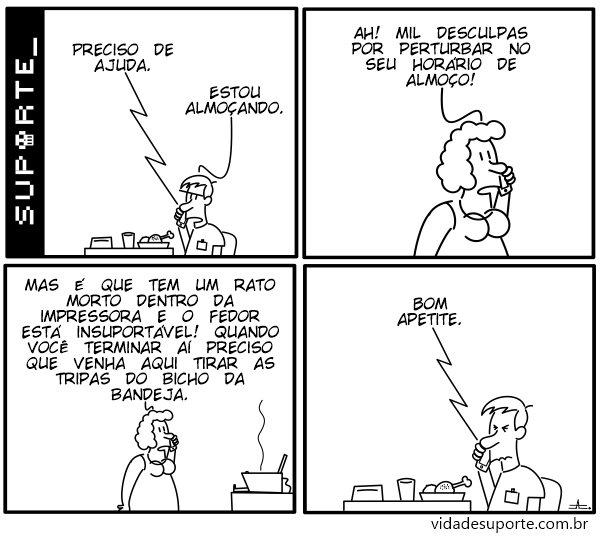 SUPORTE_
PRECISO DE
AJUDA.
ESTOU
ALMOÇANDO.
AH! MIL DESCULPAS
POR PERTURBAR NO
SEU HORÁRIO DE
ALMOÇO!
MAS É QUE TEM UM RATO
MORTO DENTRO DA
IMPRESSORA E O FEDOR
ESTÁ INSUPORTÁVEL! QUANDO
VOCÊ TERMINAR AÍ PRECISO
QUE VENHA AQUI TIRAR AS
TRIPAS DO BICHO DA
BANDEJA.
BOM
APETITE.
vidadesuporte.com.br